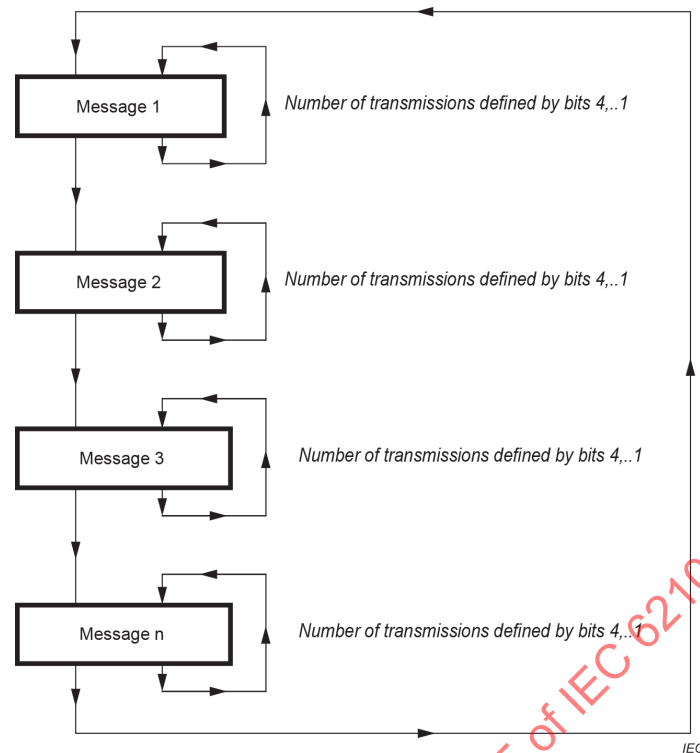 Message 1
Number of transmissions defined by bits 4,..1
Message 2
Number of transmissions defined by bits 4,..1
Message 3
Number of transmissions defined by bits 4,..1
Message n
Number of transmissions defined by bits 4,..1
of IEC 6210
IEC